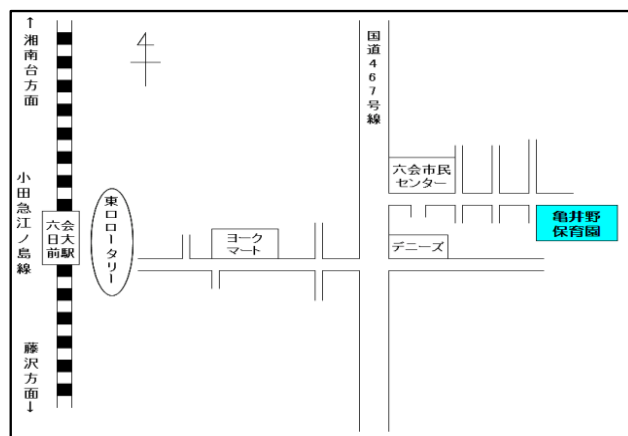 ↑湘南台方面
小田急江ノ島線
藤沢方面↓
六会
日大
前駅
東口ロータリー
ヨーク
マート
国道467号線
六会市民
センター
デニーズ
亀井野
保育園